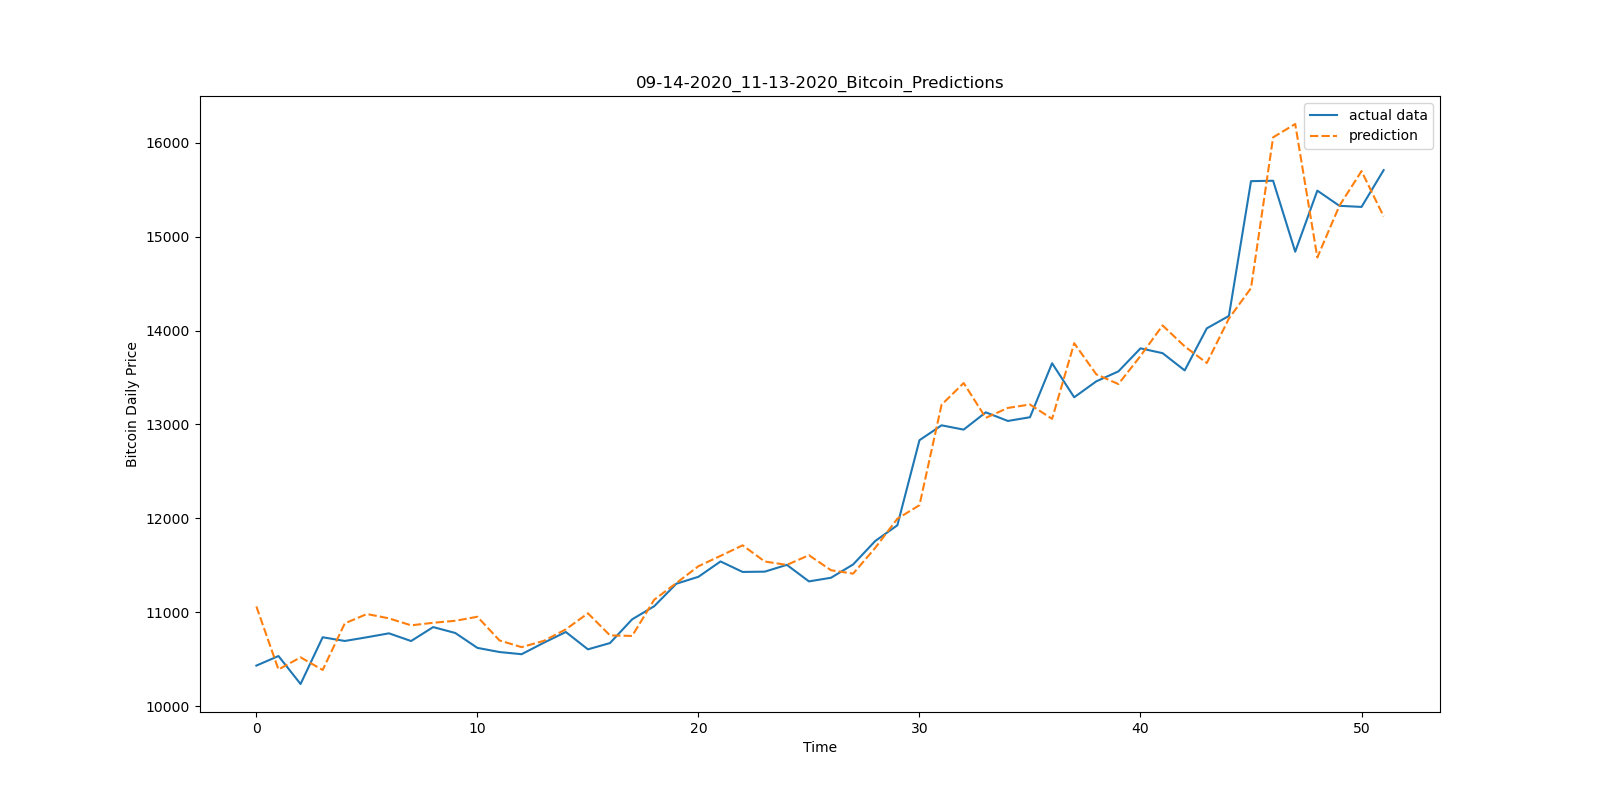 09-14-2020_11-13-2020_Bitcoin_Predictions
actual data
prediction
16000
15000
14000
13000
12000
11000
10000
Bitcoin Daily Price
0 10 20 30 40 50
Time